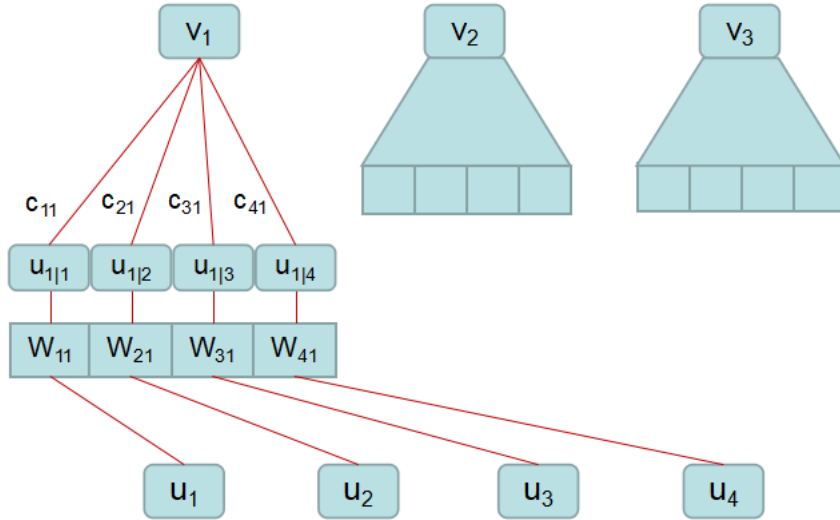 v₁ v₂ v₃
c₁₁ c₂₁ c₃₁ c₄₁
u₁|₁ u₁|₂ u₁|₃ u₁|₄
W₁₁ W₂₁ W₃₁ W₄₁
u₁ u₂ u₃ u₄